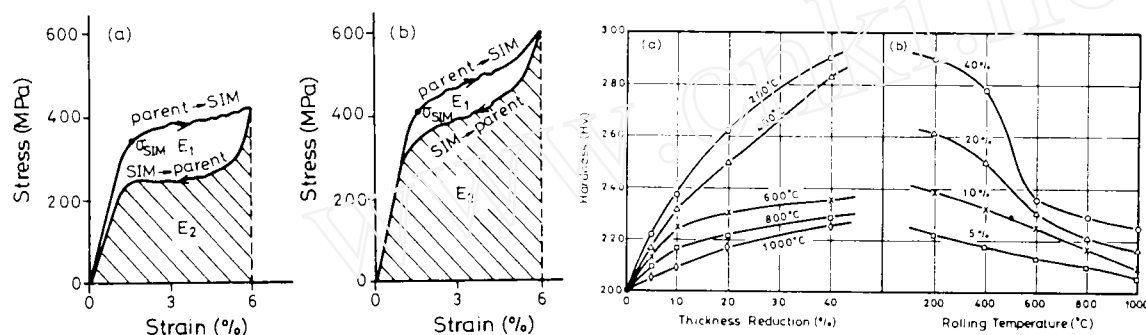 (a)
600
400
200
0
Stress (MPa)
parent→SIM
σSIM E₁
SIM→parent
E₂
0 3 6
Strain (%)
(b)
600
400
200
0
Stress (MPa)
parent→SIM
E₁
σSIM
SIM→parent
0 3 6
Strain (%)
(a)
300
280
260
240
220
200
Hardness (Hv)
200°C
400°C
600°C
800°C
1000°C
0 10 20 30 40
Thickness Reduction (%)
(b)
40%
20%
10%
5%
200 400 600 800 1000
Rolling Temperature (°C)